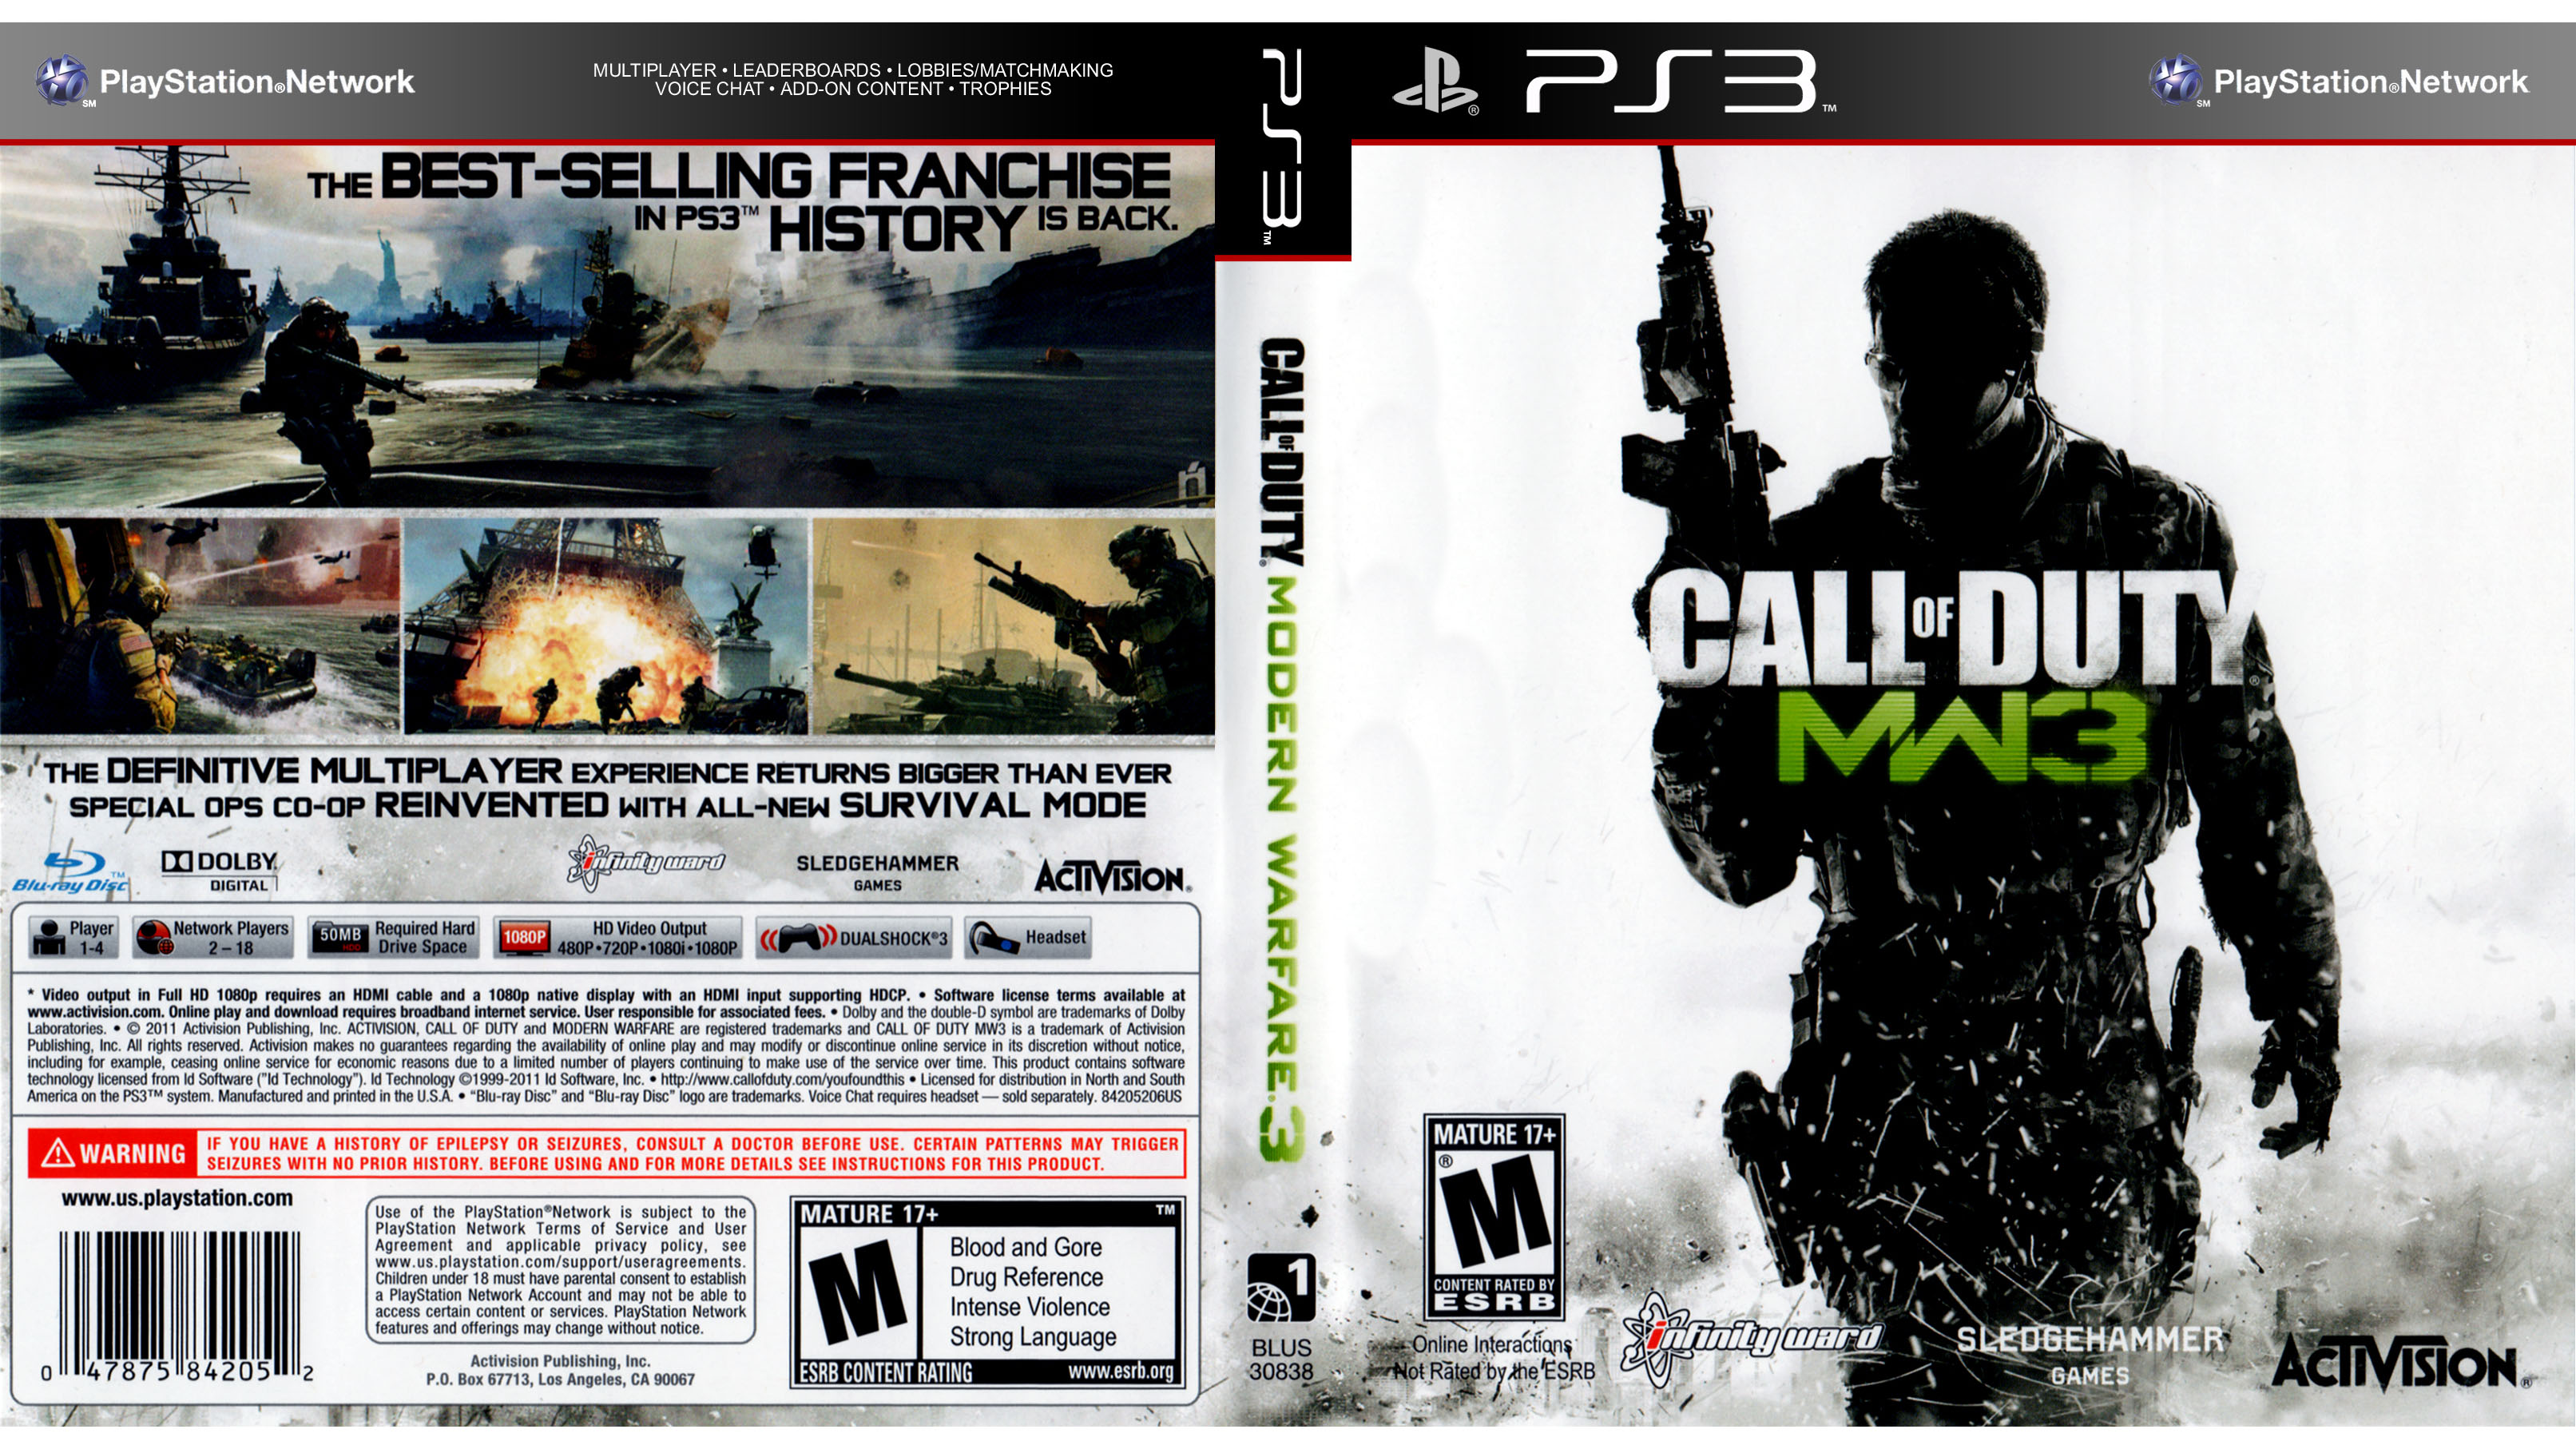 PlayStation®Network
SM
MULTIPLAYER • LEADERBOARDS • LOBBIES/MATCHMAKING
VOICE CHAT • ADD-ON CONTENT • TROPHIES
THE BEST-SELLING FRANCHISE
IN PS3™ HISTORY IS BACK.
THE DEFINITIVE MULTIPLAYER EXPERIENCE RETURNS BIGGER THAN EVER
SPECIAL OPS CO-OP REINVENTED WITH ALL-NEW SURVIVAL MODE
Blu-ray Disc™
DOLBY
DIGITAL
infinity ward
SLEDGEHAMMER
GAMES
ACTIVISION®
Player
1-4
Network Players
2 – 18
50MB
HDD
Required Hard
Drive Space
1080P
HD Video Output
480P•720P•1080i•1080P
DUALSHOCK®3
Headset
* Video output in Full HD 1080p requires an HDMI cable and a 1080p native display with an HDMI input supporting HDCP. • Software license terms available at
www.activision.com. Online play and download requires broadband internet service. User responsible for associated fees. • Dolby and the double-D symbol are trademarks of Dolby
Laboratories. • © 2011 Activision Publishing, Inc. ACTIVISION, CALL OF DUTY and MODERN WARFARE are registered trademarks and CALL OF DUTY MW3 is a trademark of Activision
Publishing, Inc. All rights reserved. Activision makes no guarantees regarding the availability of online play and may modify or discontinue online service in its discretion without notice,
including for example, ceasing online service for economic reasons due to a limited number of players continuing to make use of the service over time. This product contains software
technology licensed from Id Software ("Id Technology"). Id Technology ©1999-2011 Id Software, Inc. • http://www.callofduty.com/youfoundthis • Licensed for distribution in North and South
America on the PS3™ system. Manufactured and printed in the U.S.A. • “Blu-ray Disc” and “Blu-ray Disc” logo are trademarks. Voice Chat requires headset — sold separately. 84205206US
WARNING
IF YOU HAVE A HISTORY OF EPILEPSY OR SEIZURES, CONSULT A DOCTOR BEFORE USE. CERTAIN PATTERNS MAY TRIGGER
SEIZURES WITH NO PRIOR HISTORY. BEFORE USING AND FOR MORE DETAILS SEE INSTRUCTIONS FOR THIS PRODUCT.
www.us.playstation.com
0 47875 84205 2
Use of the PlayStation®Network is subject to the
PlayStation Network Terms of Service and User
Agreement and applicable privacy policy, see
www.us.playstation.com/support/useragreements.
Children under 18 must have parental consent to establish
a PlayStation Network Account and may not be able to
access certain content or services. PlayStation Network
features and offerings may change without notice.
Activision Publishing, Inc.
P.O. Box 67713, Los Angeles, CA 90067
MATURE 17+ ™
M
Blood and Gore
Drug Reference
Intense Violence
Strong Language
ESRB CONTENT RATING www.esrb.org
PS3™
CALL OF DUTY® MODERN WARFARE. 3
1
BLUS
30838
PS3™
PlayStation®Network
SM
CALL OF DUTY®
MW3
MATURE 17+
®
M
CONTENT RATED BY
ESRB
Online Interactions
Not Rated by the ESRB
infinity ward
SLEDGEHAMMER
GAMES
ACTIVISION®